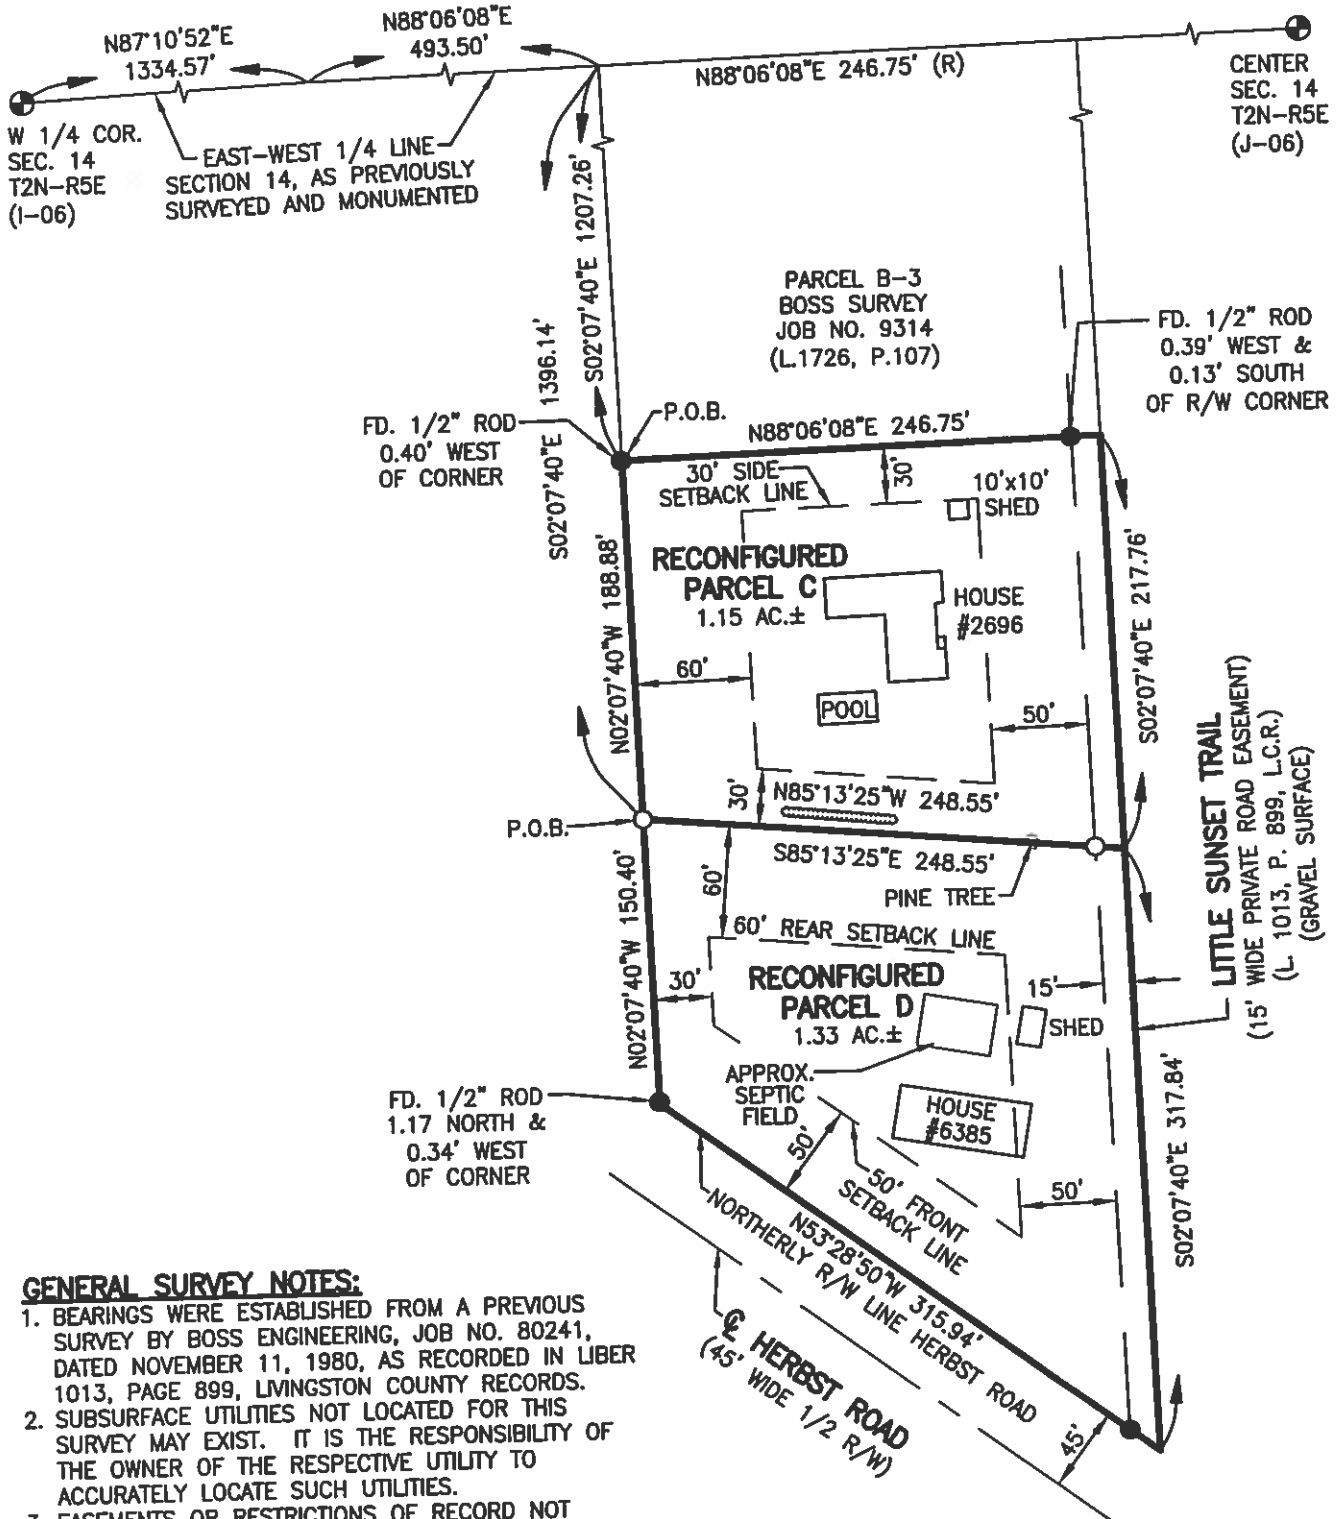 N87°10'52"E
1334.57'
N88°06'08"E
493.50'
N88°06'08"E 246.75' (R)
CENTER
SEC. 14
T2N-R5E
(J-06)
W 1/4 COR.
SEC. 14
T2N-R5E
(I-06)
EAST-WEST 1/4 LINE
SECTION 14, AS PREVIOUSLY
SURVEYED AND MONUMENTED
S02°07'40"E 1207.26'
S02°07'40"E 1396.14'
PARCEL B-3
BOSS SURVEY
JOB NO. 9314
(L.1726, P.107)
FD. 1/2" ROD
0.39' WEST &
0.13' SOUTH
OF R/W CORNER
FD. 1/2" ROD
0.40' WEST
OF CORNER
P.O.B.
N88°06'08"E 246.75'
30' SIDE
SETBACK LINE
30'
10'x10'
SHED
RECONFIGURED
PARCEL C
1.15 AC.±
HOUSE
#2696
N02°07'40"W 188.88'
S02°07'40"E 217.76'
60'
POOL
50'
30'
N85°13'25"W 248.55'
P.O.B.
S85°13'25"E 248.55'
PINE TREE
60'
60' REAR SETBACK LINE
LITTLE SUNSET TRAIL
(15' WIDE PRIVATE ROAD EASEMENT)
(L. 1013, P. 899, L.C.R.)
(GRAVEL SURFACE)
N02°07'40"W 150.40'
30'
RECONFIGURED
PARCEL D
1.33 AC.±
15'
SHED
APPROX.
SEPTIC
FIELD
HOUSE
#6385
S02°07'40"E 317.84'
FD. 1/2" ROD
1.17 NORTH &
0.34' WEST
OF CORNER
50'
50' FRONT
SETBACK LINE
50'
N53°28'50"W 315.94'
NORTHERLY R/W LINE HERBST ROAD
℄ HERBST ROAD
(45' WIDE 1/2 R/W)
45'
GENERAL SURVEY NOTES:
1. BEARINGS WERE ESTABLISHED FROM A PREVIOUS
SURVEY BY BOSS ENGINEERING, JOB NO. 80241,
DATED NOVEMBER 11, 1980, AS RECORDED IN LIBER
1013, PAGE 899, LIVINGSTON COUNTY RECORDS.
2. SUBSURFACE UTILITIES NOT LOCATED FOR THIS
SURVEY MAY EXIST. IT IS THE RESPONSIBILITY OF
THE OWNER OF THE RESPECTIVE UTILITY TO
ACCURATELY LOCATE SUCH UTILITIES.
3. EASEMENTS OR RESTRICTIONS OF RECORD NOT